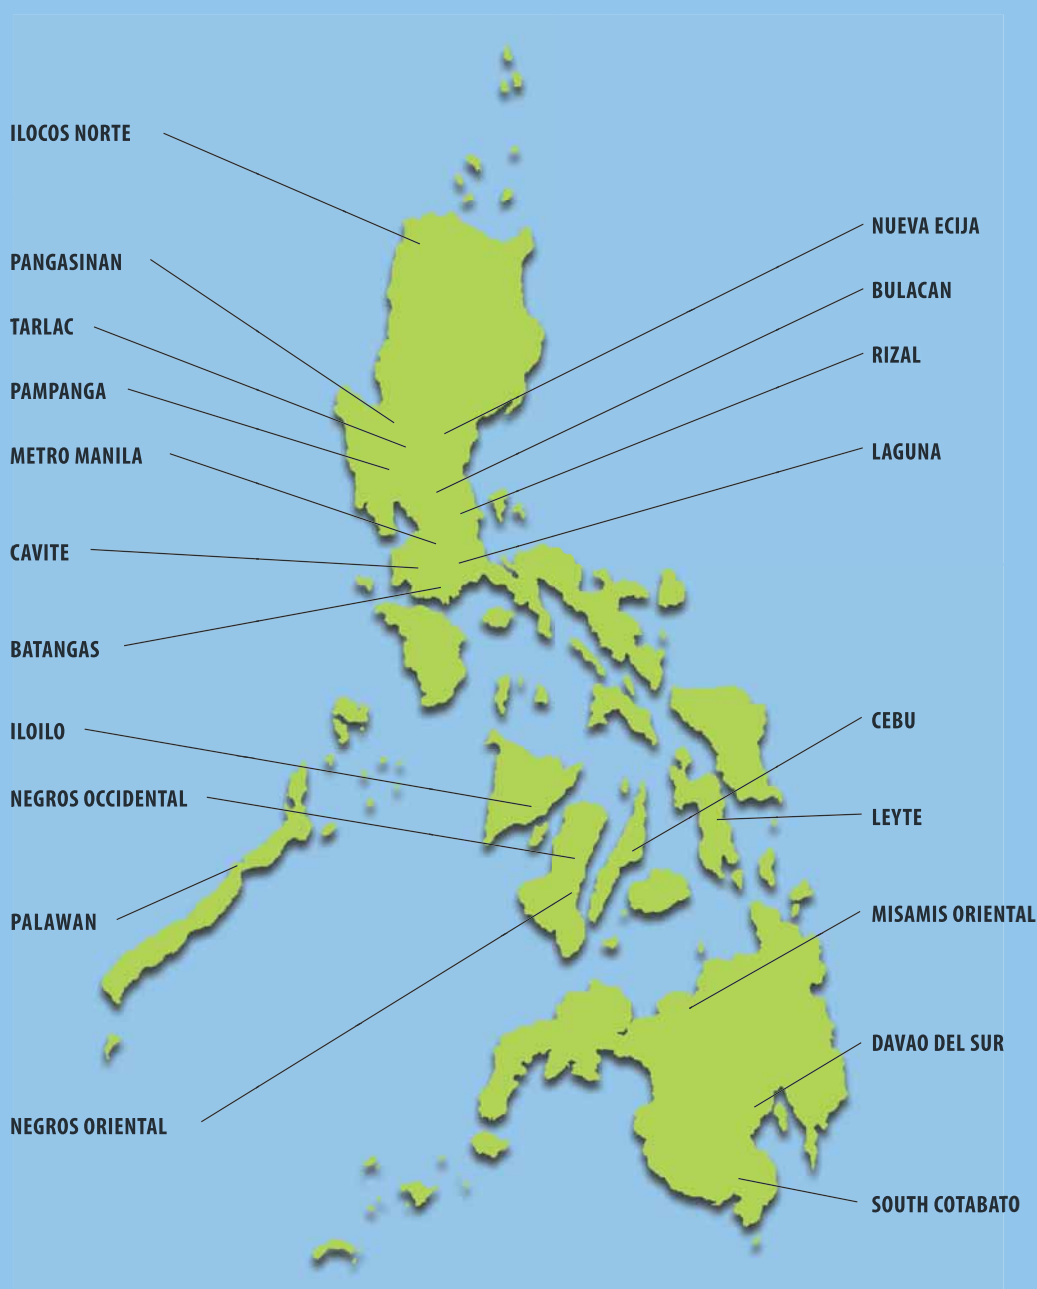 ILOCOS NORTE
PANGASINAN
TARLAC
PAMPANGA
METRO MANILA
CAVITE
BATANGAS
ILOILO
NEGROS OCCIDENTAL
PALAWAN
NEGROS ORIENTAL
NUEVA ECIJA
BULACAN
RIZAL
LAGUNA
CEBU
LEYTE
MISAMIS ORIENTAL
DAVAO DEL SUR
SOUTH COTABATO